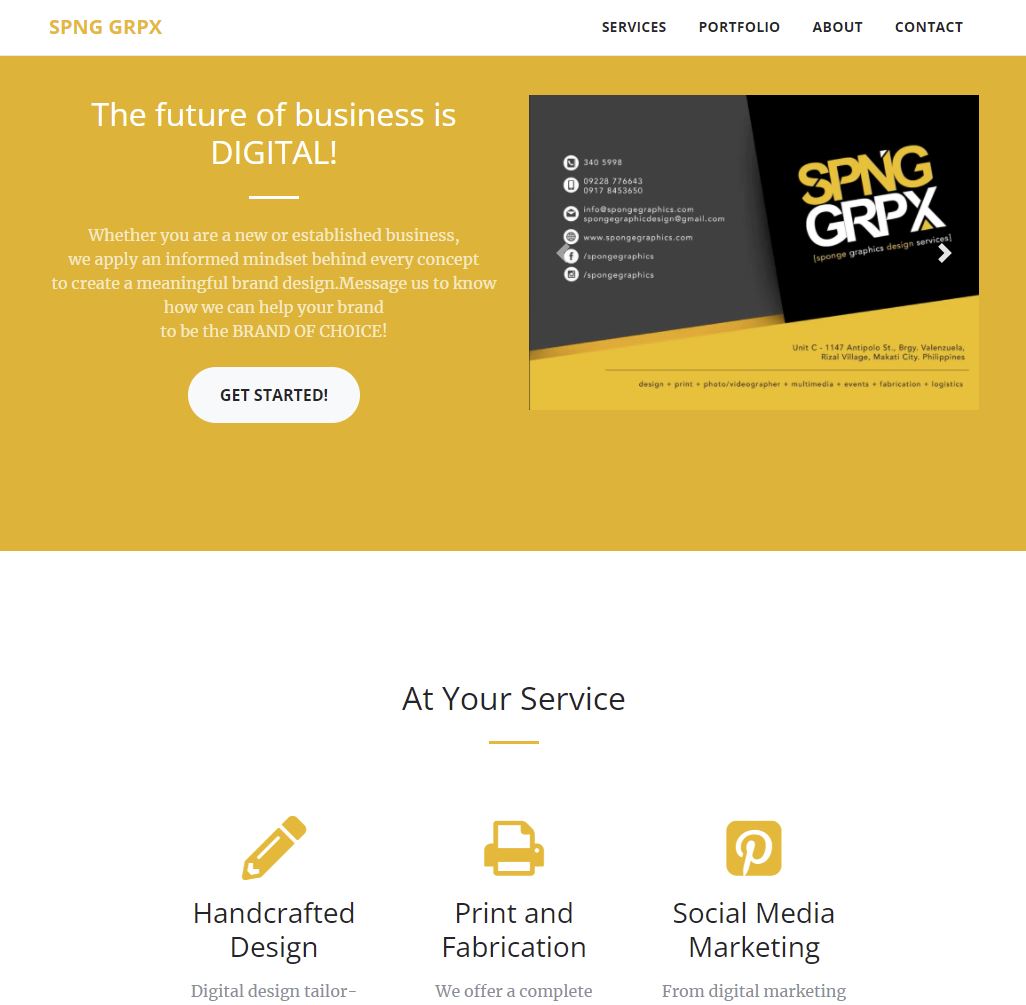 SPNG GRPX
SERVICES PORTFOLIO ABOUT CONTACT
The future of business is
DIGITAL!
Whether you are a new or established business,
we apply an informed mindset behind every concept
to create a meaningful brand design.Message us to know
how we can help your brand
to be the BRAND OF CHOICE!
GET STARTED!
340 5998
09228 776643
0917 8453650
info@spongegraphics.com
spongegraphicdesign@gmail.com
www.spongegraphics.com
/spongegraphics
/spongegraphics
SPNG
GRPX
[sponge graphics design services]
Unit C - 1147 Antipolo St., Brgy. Valenzuela,
Rizal Village, Makati City. Philippines
design + print + photo/videographer + multimedia + events + fabrication + logistics
At Your Service
Handcrafted
Design
Digital design tailor-
Print and
Fabrication
We offer a complete
Social Media
Marketing
From digital marketing